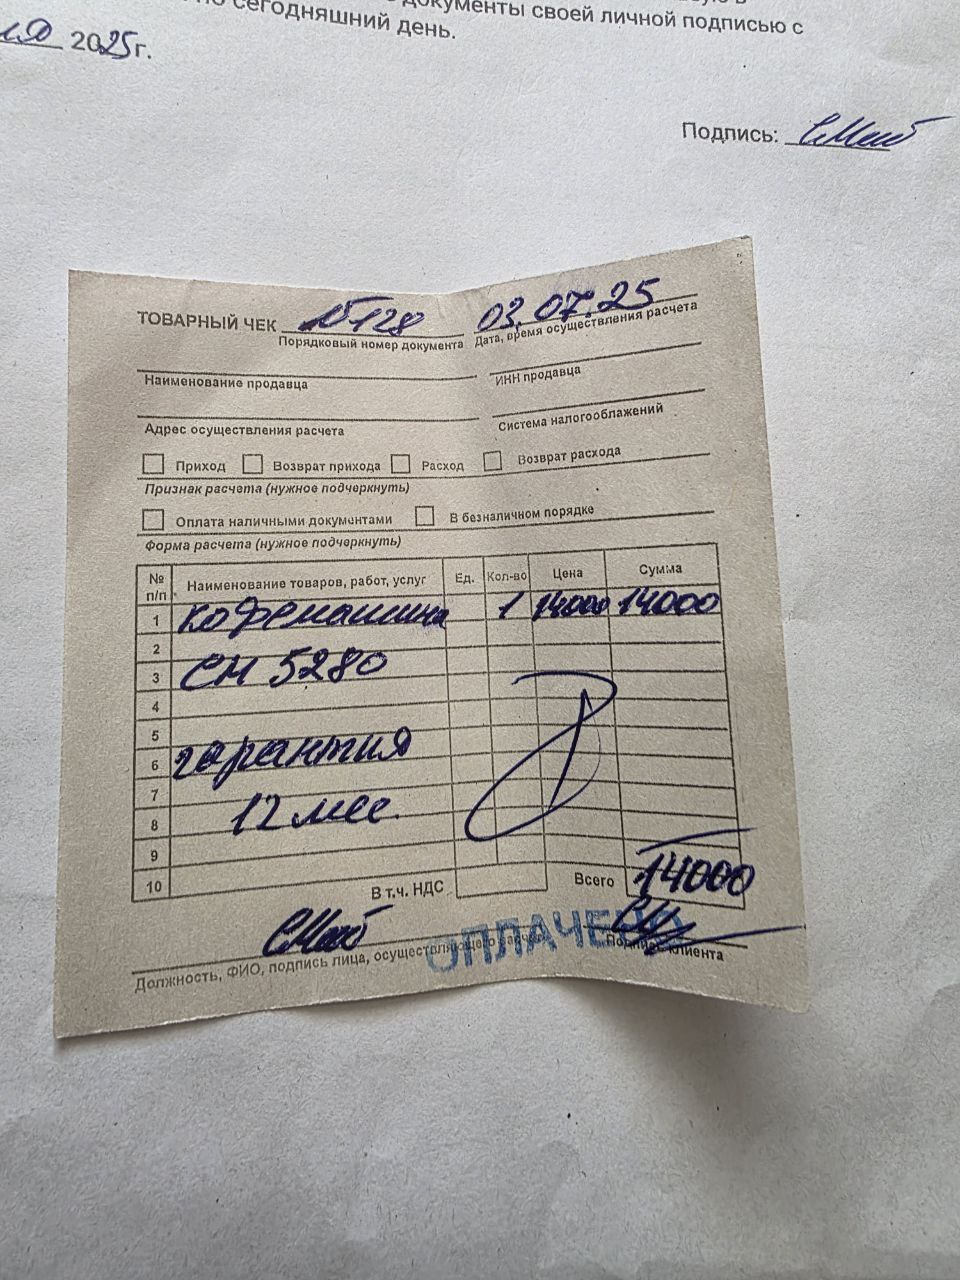 документы своей личной подписью с
по сегодняшний день.
2025г.
Подпись:
ТОВАРНЫЙ ЧЕК 15128 03.07.25
Порядковый номер документа Дата, время осуществления расчета
Наименование продавца ИНН продавца
Адрес осуществления расчета Система налогообложений
Приход Возврат прихода Расход Возврат расхода
Признак расчета (нужное подчеркнуть)
Оплата наличными документами В безналичном порядке
Форма расчета (нужное подчеркнуть)
№ п/п Наименование товаров, работ, услуг Ед. Кол-во Цена Сумма
1 кофемашина 1 14000 14000
2
3 CM 5280
4
5
6 гарантия
7
8 12 мес.
9
10
В т.ч. НДС Всего 14000
ОПЛАЧЕНО
Должность, ФИО, подпись лица, осуществляющего расчет Подпись клиента